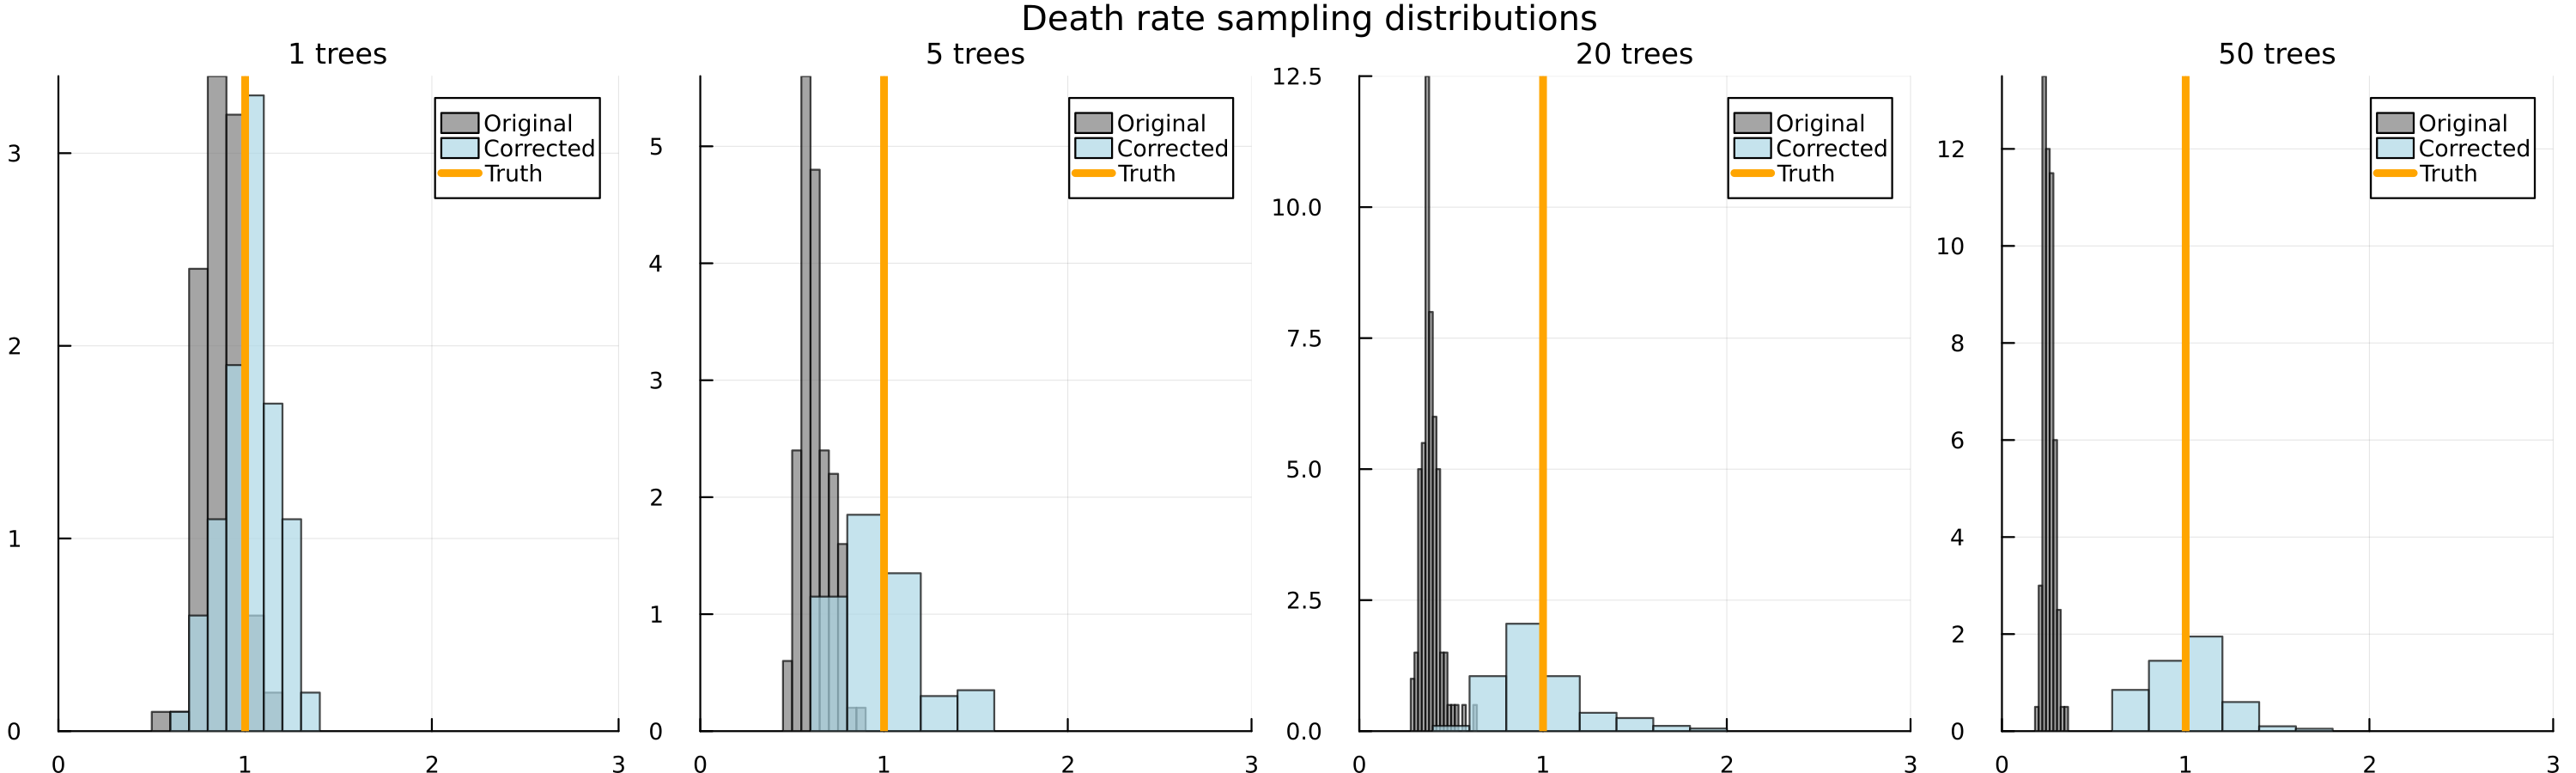 Death rate sampling distributions
1 trees
3
2
1
0
0 1 2 3
Original
Corrected
Truth
5 trees
5
4
3
2
1
0
0 1 2 3
Original
Corrected
Truth
20 trees
12.5
10.0
7.5
5.0
2.5
0.0
0 1 2 3
Original
Corrected
Truth
50 trees
12
10
8
6
4
2
0
0 1 2 3
Original
Corrected
Truth